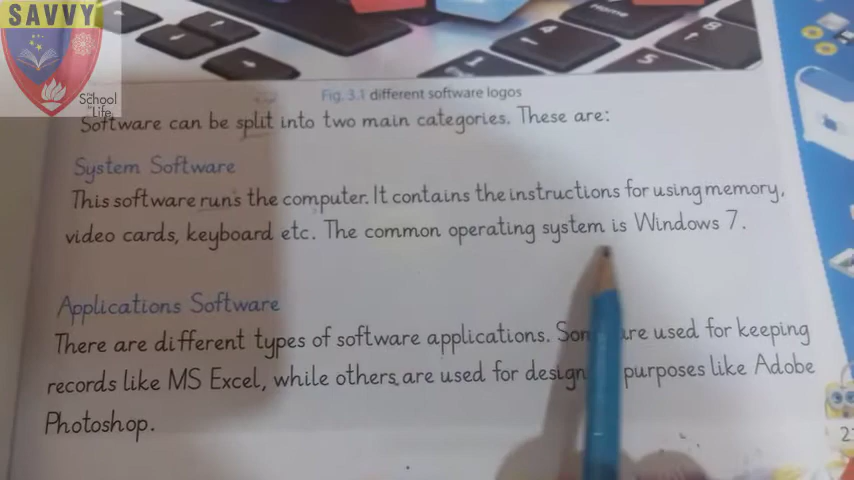 SAVVY
The
School
of Life
Home
Fig. 3.1 different software logos
Software can be split into two main categories. These are:
System Software
This software runs the computer. It contains the instructions for using memory,
video cards, keyboard etc. The common operating system is Windows 7.
Applications Software
There are different types of software applications. are used for keeping
records like MS Excel, while others are used for design purposes like Adobe
Photoshop.